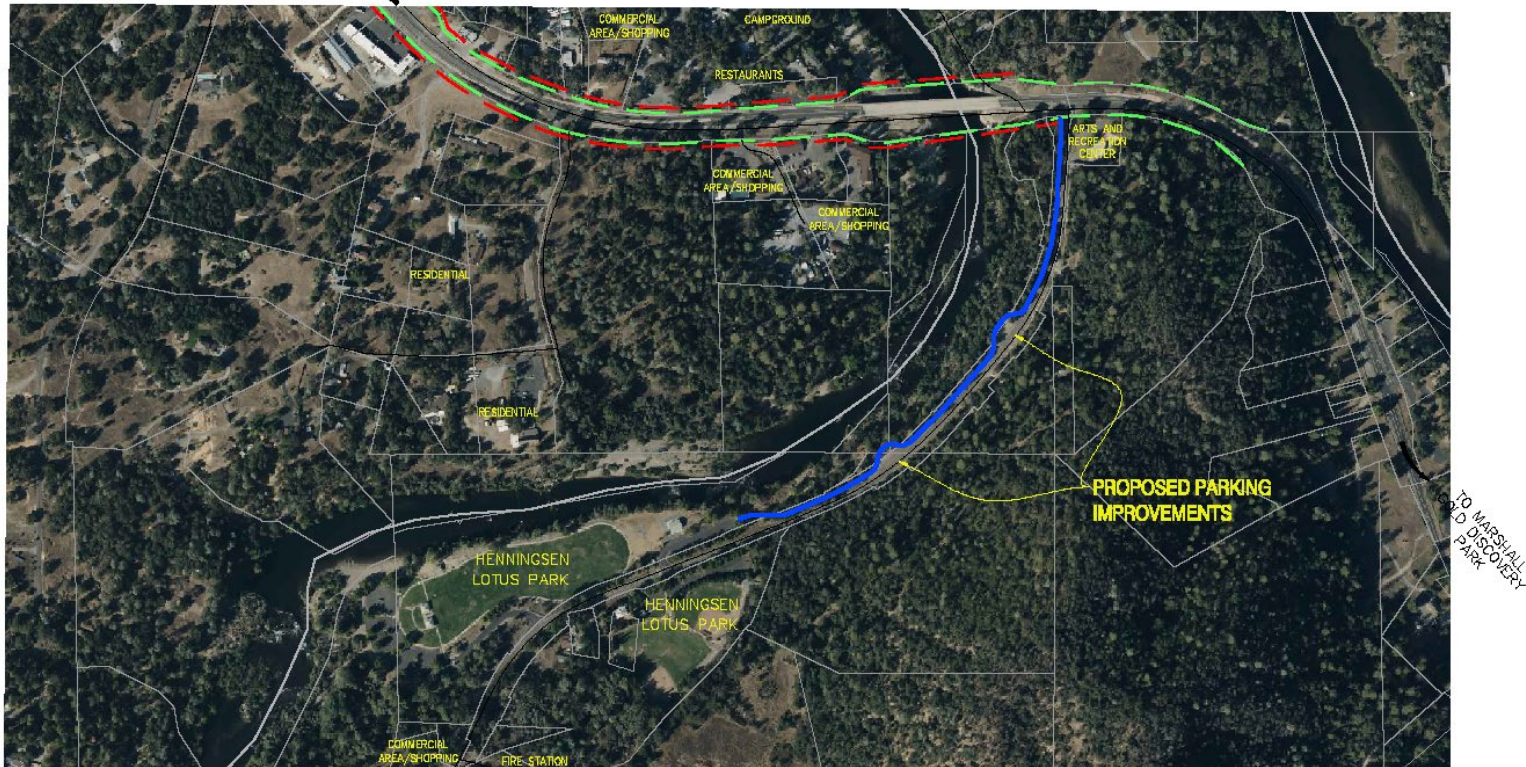 COMMERCIAL
AREA/SHOPPING
CAMPGROUND
RESTAURANTS
ARTS AND
RECREATION
CENTER
COMMERCIAL
AREA/SHOPPING
COMMERCIAL
AREA/SHOPPING
RESIDENTIAL
RESIDENTIAL
PROPOSED PARKING
IMPROVEMENTS
TO MARSHALL
GOLD DISCOVERY
PARK
HENNINGSEN
LOTUS PARK
HENNINGSEN
LOTUS PARK
COMMERCIAL
AREA/SHOPPING
FIRE STATION